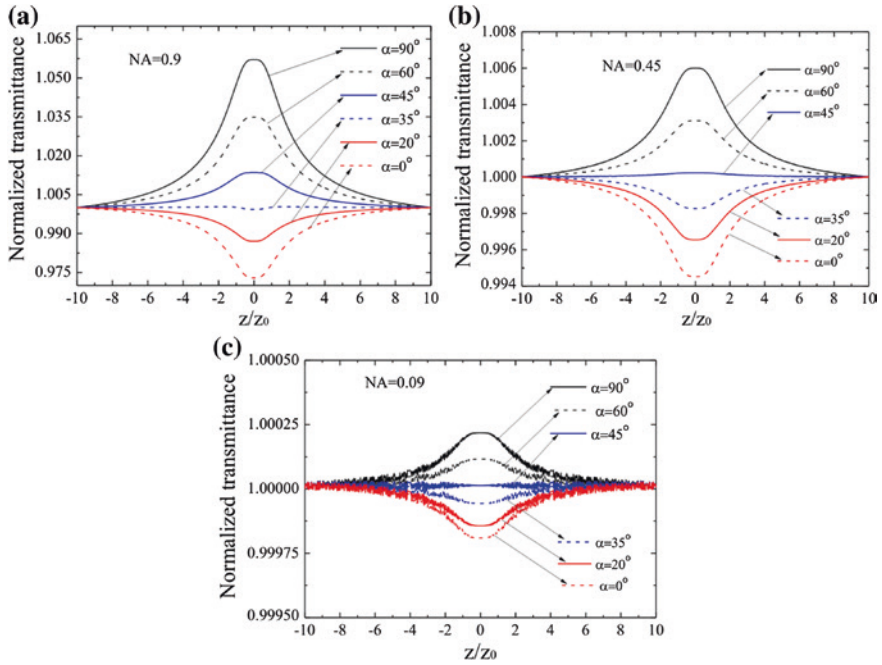 (a)
NA=0.9
α=90°
α=60°
α=45°
α=35°
α=20°
α=0°
1.065
1.050
1.035
1.020
1.005
0.990
0.975
-10 -8 -6 -4 -2 0 2 4 6 8 10
Normalized transmittance
z/z₀
(b)
NA=0.45
α=90°
α=60°
α=45°
α=35°
α=20°
α=0°
1.008
1.006
1.004
1.002
1.000
0.998
0.996
0.994
-10 -8 -6 -4 -2 0 2 4 6 8 10
Normalized transmittance
z/z₀
(c)
NA=0.09
α=90°
α=60°
α=45°
α=35°
α=20°
α=0°
1.00050
1.00025
1.00000
0.99975
0.99950
-10 -8 -6 -4 -2 0 2 4 6 8 10
Normalized transmittance
z/z₀